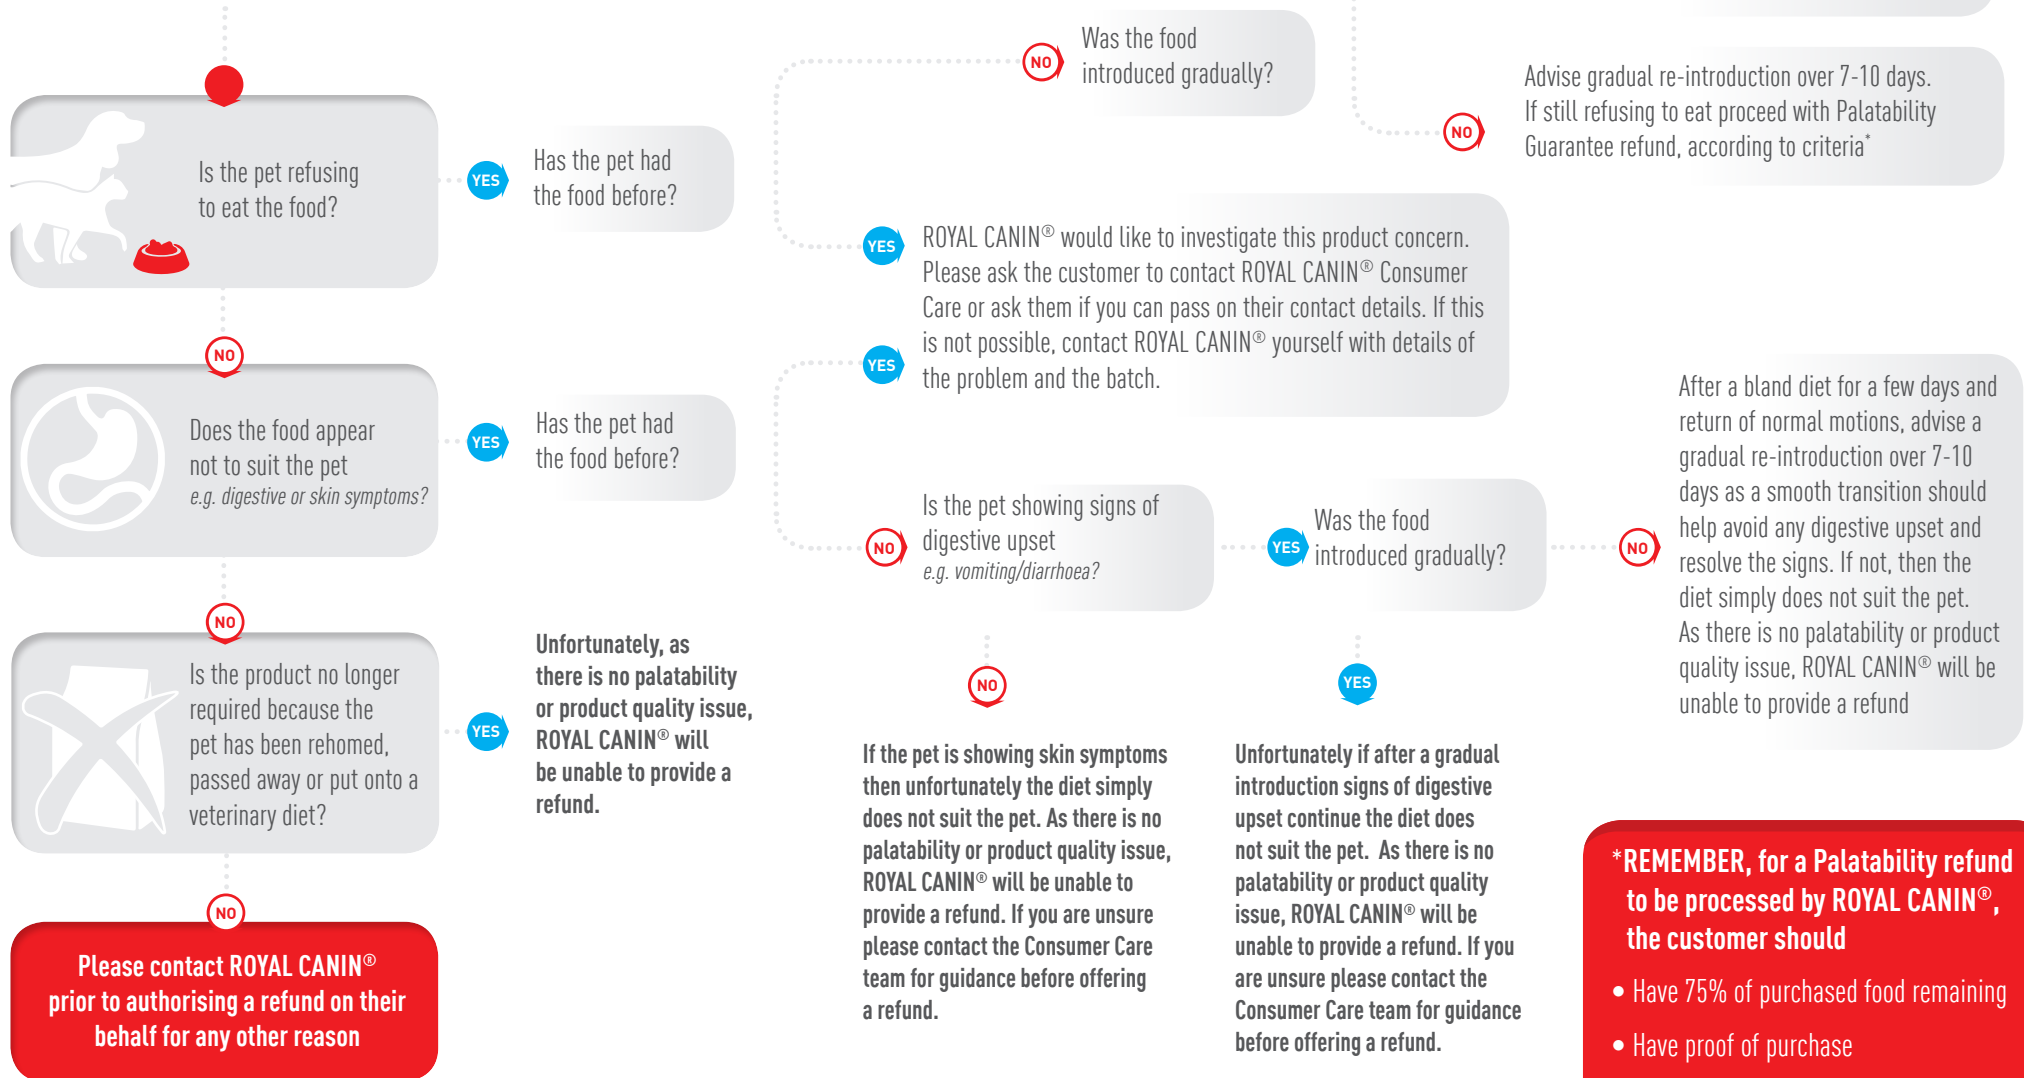 NO
Was the food
introduced gradually?
Advise gradual re-introduction over 7-10 days.
If still refusing to eat proceed with Palatability
Guarantee refund, according to criteria*
NO
Is the pet refusing
to eat the food?
YES
Has the pet had
the food before?
YES
ROYAL CANIN® would like to investigate this product concern.
Please ask the customer to contact ROYAL CANIN® Consumer
Care or ask them if you can pass on their contact details. If this
is not possible, contact ROYAL CANIN® yourself with details of
the problem and the batch.
YES
NO
Does the food appear
not to suit the pet
e.g. digestive or skin symptoms?
YES
Has the pet had
the food before?
NO
Is the pet showing signs of
digestive upset
e.g. vomiting/diarrhoea?
YES
Was the food
introduced gradually?
NO
After a bland diet for a few days and
return of normal motions, advise a
gradual re-introduction over 7-10
days as a smooth transition should
help avoid any digestive upset and
resolve the signs. If not, then the
diet simply does not suit the pet.
As there is no palatability or product
quality issue, ROYAL CANIN® will be
unable to provide a refund
NO
Is the product no longer
required because the
pet has been rehomed,
passed away or put onto a
veterinary diet?
YES
Unfortunately, as
there is no palatability
or product quality issue,
ROYAL CANIN® will
be unable to provide a
refund.
NO
If the pet is showing skin symptoms
then unfortunately the diet simply
does not suit the pet. As there is no
palatability or product quality issue,
ROYAL CANIN® will be unable to
provide a refund. If you are unsure
please contact the Consumer Care
team for guidance before offering
a refund.
YES
Unfortunately if after a gradual
introduction signs of digestive
upset continue the diet does
not suit the pet. As there is no
palatability or product quality
issue, ROYAL CANIN® will be
unable to provide a refund. If you
are unsure please contact the
Consumer Care team for guidance
before offering a refund.
NO
Please contact ROYAL CANIN®
prior to authorising a refund on their
behalf for any other reason
*REMEMBER, for a Palatability refund
to be processed by ROYAL CANIN®,
the customer should
• Have 75% of purchased food remaining
• Have proof of purchase